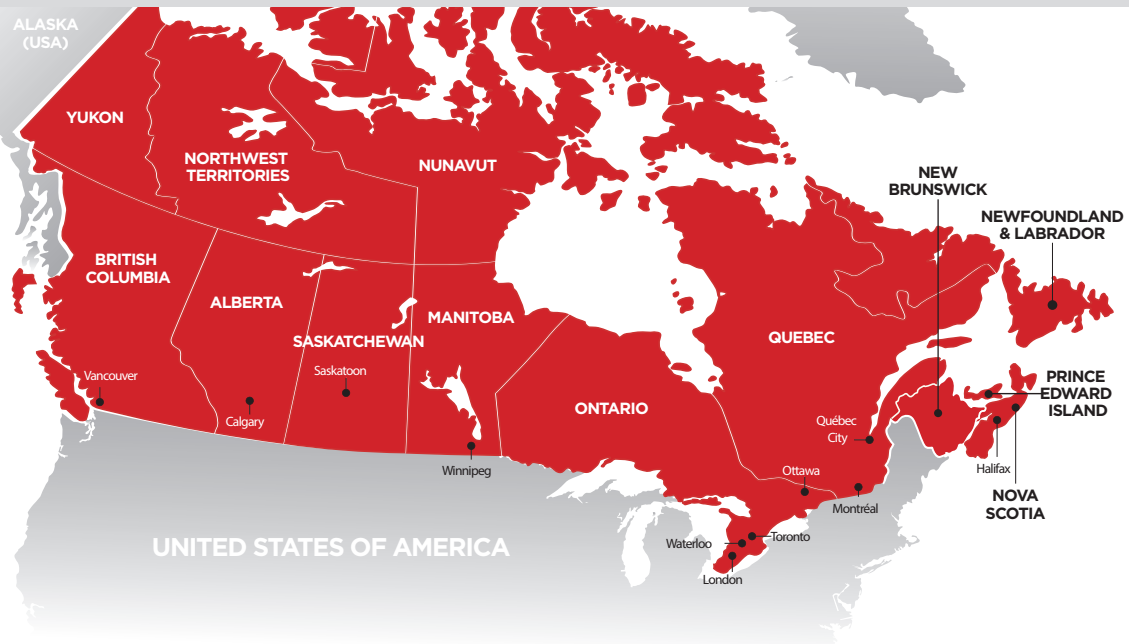 ALASKA
(USA)
YUKON
NORTHWEST
TERRITORIES
NUNAVUT
NEW
BRUNSWICK
NEWFOUNDLAND
& LABRADOR
BRITISH
COLUMBIA
ALBERTA
SASKATCHEWAN
MANITOBA
QUEBEC
ONTARIO
PRINCE
EDWARD
ISLAND
Vancouver
Calgary
Saskatoon
Winnipeg
Québec
City
Ottawa
Montréal
Halifax
NOVA
SCOTIA
UNITED STATES OF AMERICA
Waterloo
Toronto
London